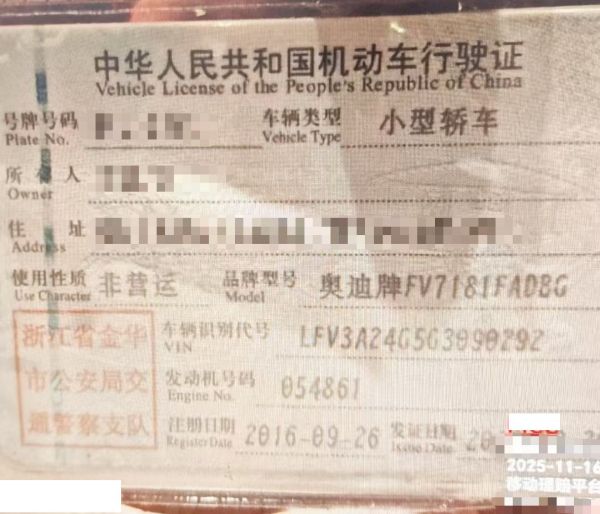 中华人民共和国机动车行驶证
Vehicle License of the People's Republic of China
号牌号码 车辆类型 小型轿车
Plate No. Vehicle Type
所有人
Owner
住 址
Address
使用性质 非营运 品牌型号 奥迪牌FV7181FADBG
Use Character Model
浙江省金华 车辆识别代号 LFV3A24G5G3090292
VIN
市公安局交 发动机号码 054861
Engine No.
通警察支队 注册日期 2016-09-26 发证日期
Register Date Issue Date
2025-11-16
移动理赔平台